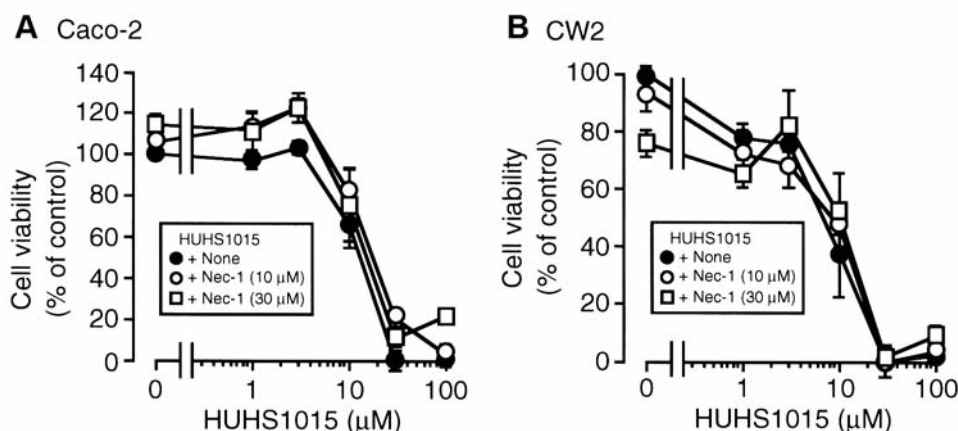 A Caco-2
Cell viability
(% of control)
140
120
100
80
60
40
20
0
HUHS1015
+ None
+ Nec-1 (10 μM)
+ Nec-1 (30 μM)
0 1 10 100
HUHS1015 (μM)
B CW2
Cell viability
(% of control)
100
80
60
40
20
0
HUHS1015
+ None
+ Nec-1 (10 μM)
+ Nec-1 (30 μM)
0 1 10 100
HUHS1015 (μM)